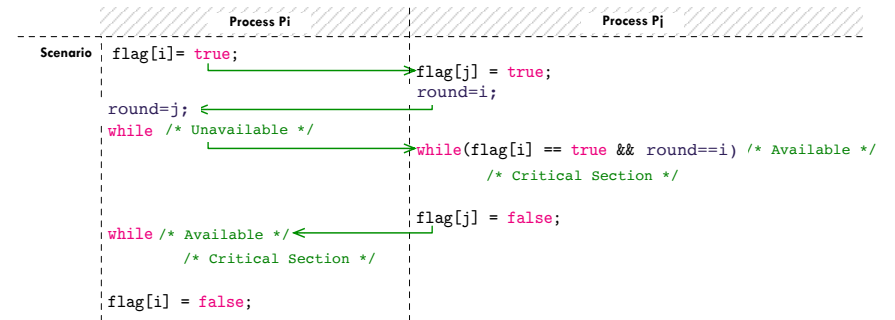 Process Pi Process Pj
Scenario flag[i]= true;
flag[j] = true;
round=i;
round=j;
while /* Unavailable */
while(flag[i] == true && round==i) /* Available */
/* Critical Section */
flag[j] = false;
while /* Available */
/* Critical Section */
flag[i] = false;